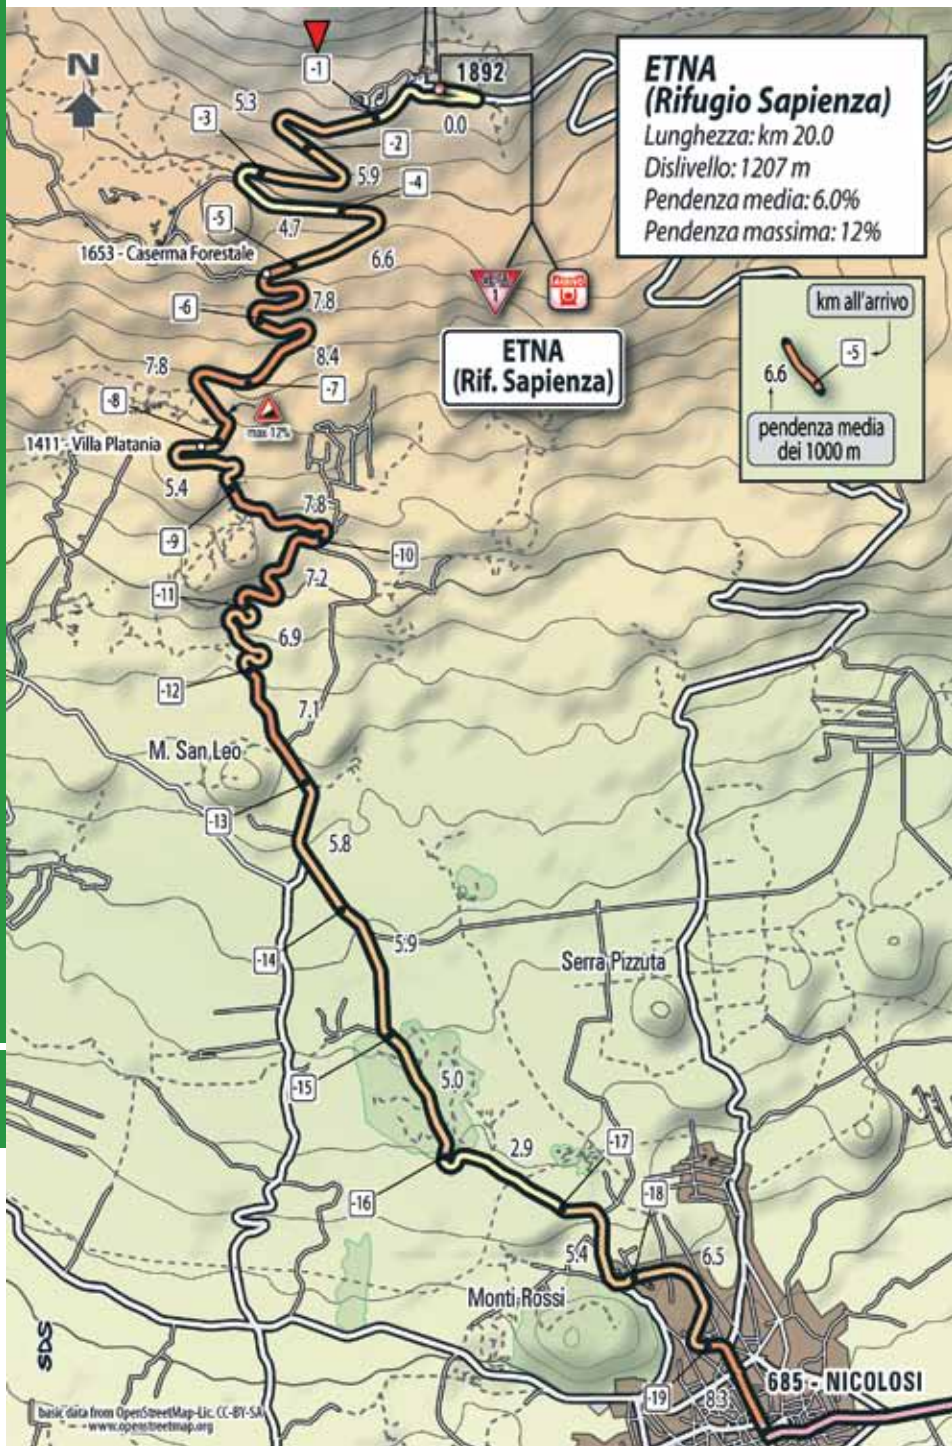 N
-1
1892
5.3
-3
0.0
-2
5.9
-4
-5
4.7
1653 - Caserma Forestale
6.6
7.8
-6
8.4
7.8
-7
-8
max 12%
1411 - Villa Platania
5.4
7.8
-9
-10
7.2
-11
6.9
-12
7.1
M. San Leo
-13
5.8
5.9
-14
Serra Pizzuta
-15
5.0
2.9
-17
-16
-18
5.4
6.5
Monti Rossi
685 - NICOLOSI
-19
8.3
ETNA
(Rifugio Sapienza)
Lunghezza: km 20.0
Dislivello: 1207 m
Pendenza media: 6.0%
Pendenza massima: 12%
1
ARRIVO
ETNA
(Rif. Sapienza)
km all'arrivo
-5
6.6
pendenza media
dei 1000 m
SDS
basic data from OpenStreetMap-Lic. CC-BY-SA
- www.openstreetmap.org